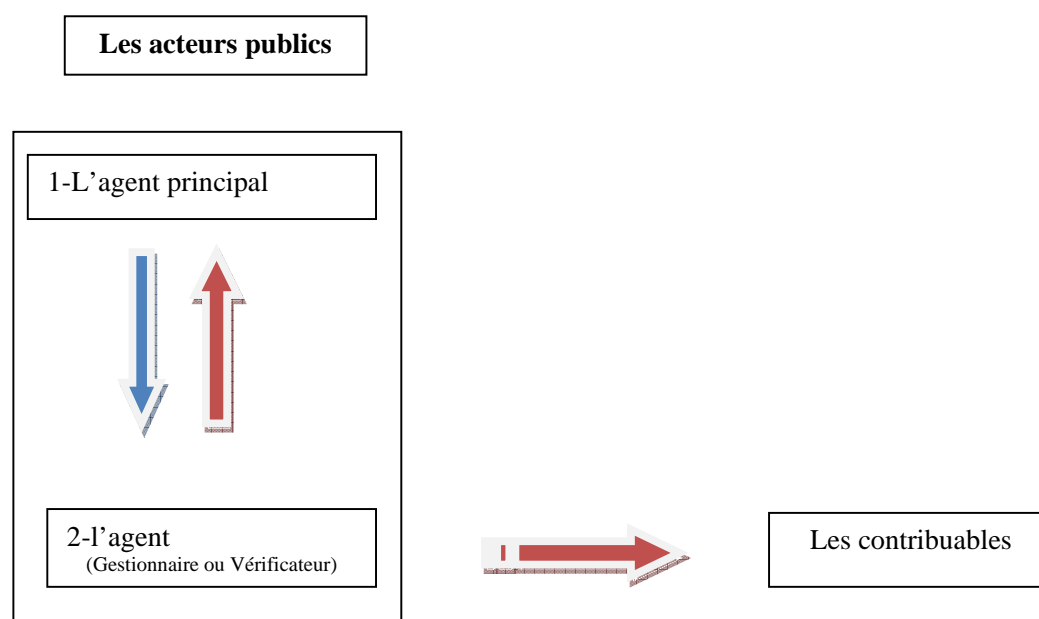 Les acteurs publics
1-L’agent principal
2-l’agent
(Gestionnaire ou Vérificateur)
Les contribuables